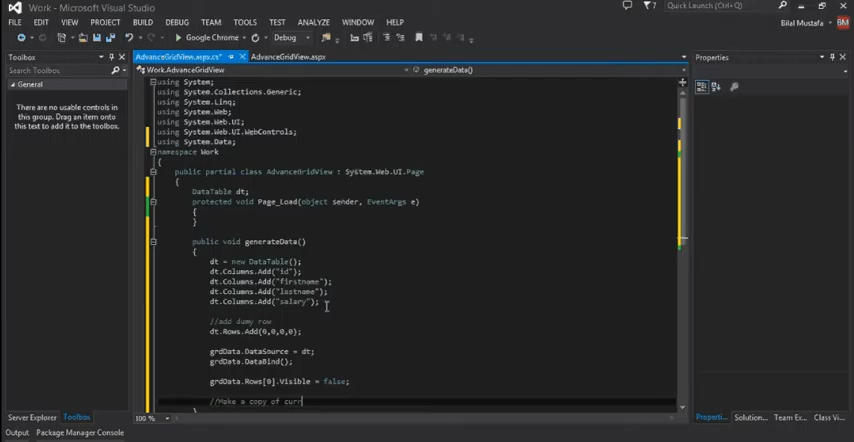 Work - Microsoft Visual Studio
7
Quick Launch (Ctrl+Q)
FILE EDIT VIEW PROJECT BUILD DEBUG TEAM TOOLS TEST ANALYZE WINDOW HELP
Bilal Mustafa BM
Google Chrome Debug
Toolbox
AdvanceGridView.aspx.cs* AdvanceGridView.aspx
Properties
Search Toolbox
Work.AdvanceGridView generateData()
General
There are no usable controls in
this group. Drag an item onto
this text to add it to the toolbox.
using System;
using System.Collections.Generic;
using System.Linq;
using System.Web;
using System.Web.UI;
using System.Web.UI.WebControls;
using System.Data;
namespace Work
{
public partial class AdvanceGridView : System.Web.UI.Page
{
DataTable dt;
protected void Page_Load(object sender, EventArgs e)
{
}
public void generateData()
{
dt = new DataTable();
dt.Columns.Add("id");
dt.Columns.Add("firstname");
dt.Columns.Add("lastname");
dt.Columns.Add("salary");
//add dumy row
dt.Rows.Add(0,0,0,0);
grdData.DataSource = dt;
grdData.DataBind();
grdData.Rows[0].Visible = false;
//Make a copy of curr
}
100 %
Server Explorer Toolbox
Properti... Solution... Team Ex... Class Vi...
Output Package Manager Console